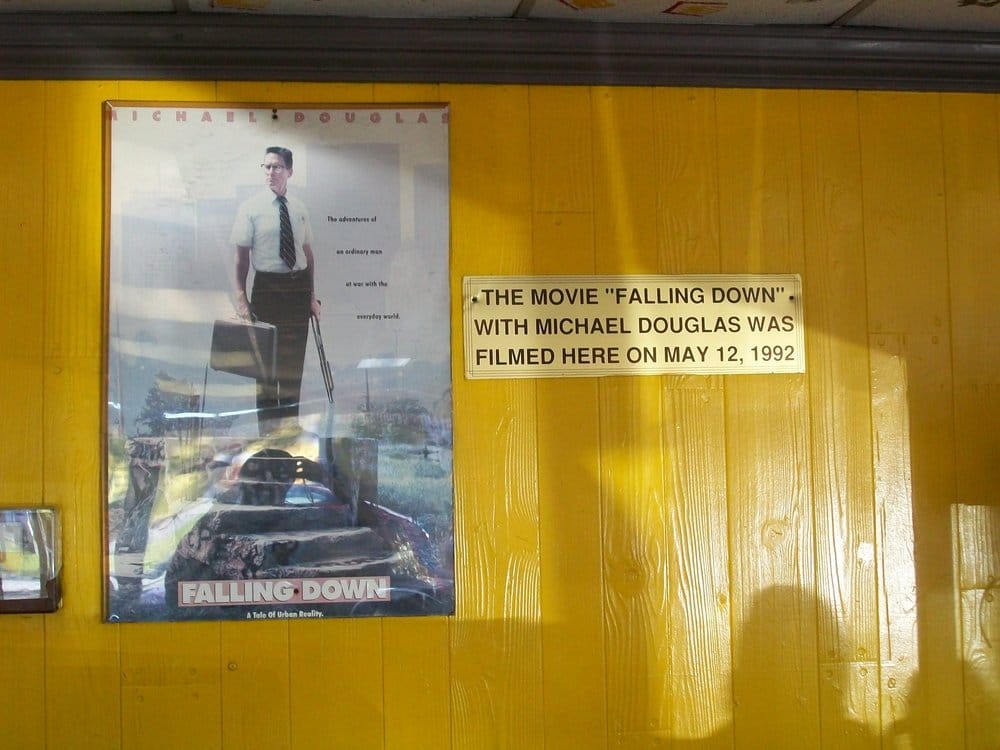 MICHAEL DOUGLAS
The adventures of
an ordinary man
at war with the
everyday world.
FALLING DOWN
A Tale Of Urban Reality.
THE MOVIE "FALLING DOWN"
WITH MICHAEL DOUGLAS WAS
FILMED HERE ON MAY 12, 1992